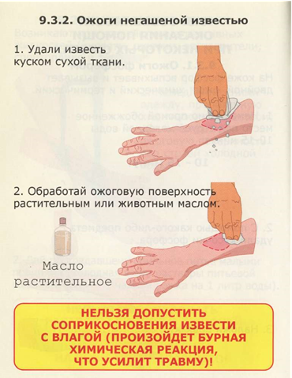 9.3.2. Ожоги негашеной известью
1. Удали известь
куском сухой ткани.
2. Обработай ожоговую поверхность
растительным или животным маслом.
Масло
растительное
НЕЛЬЗЯ ДОПУСТИТЬ
СОПРИКОСНОВЕНИЯ ИЗВЕСТИ
С ВЛАГОЙ (ПРОИЗОЙДЕТ БУРНАЯ
ХИМИЧЕСКАЯ РЕАКЦИЯ,
ЧТО УСИЛИТ ТРАВМУ)!